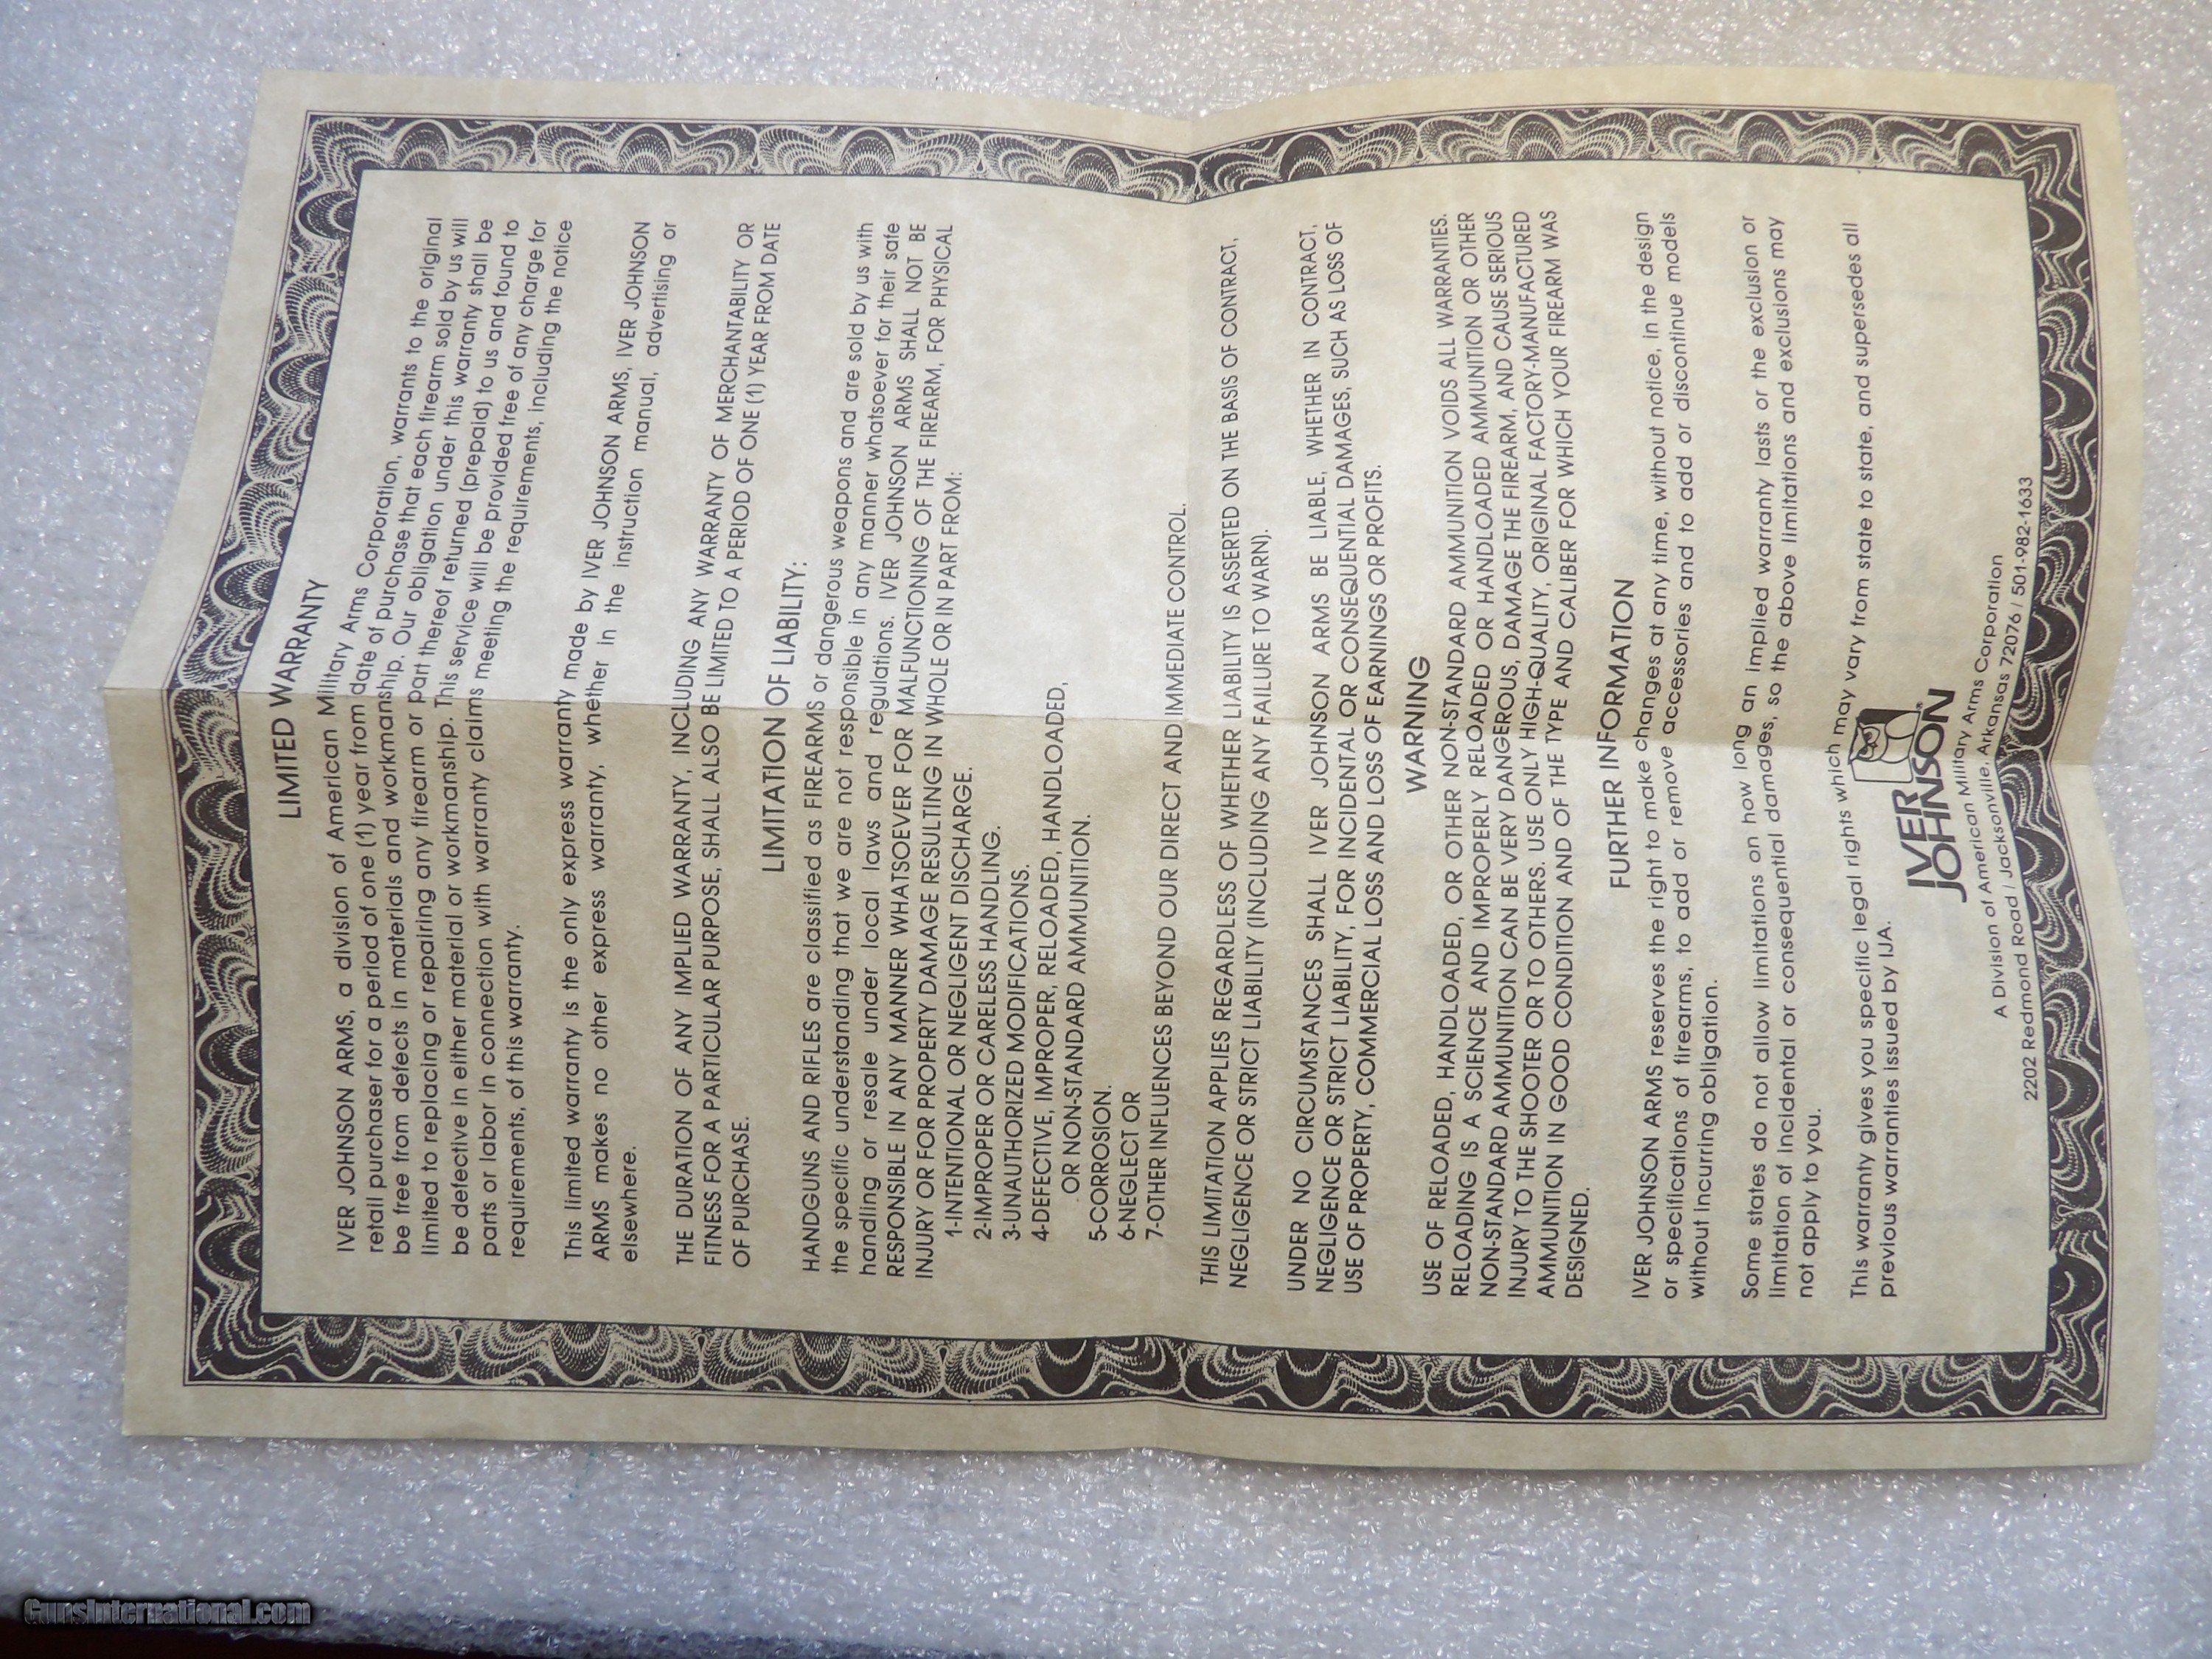 LIMITED WARRANTY
IVER JOHNSON ARMS, a division of American Military Arms Corporation, warrants to the original
retail purchaser for a period of one (1) year from date of purchase that each firearm sold by us will
be free from defects in materials and workmanship. Our obligation under this warranty shall be
limited to replacing or repairing any firearm or part thereof returned (prepaid) to us and found to
be defective in either material or workmanship. This service will be provided free of any charge for
parts or labor in connection with warranty claims meeting the requirements, including the notice
requirements, of this warranty.
This limited warranty is the only express warranty made by IVER JOHNSON ARMS, IVER JOHNSON
ARMS makes no other express warranty, whether in the instruction manual, advertising or
elsewhere.
THE DURATION OF ANY IMPLIED WARRANTY, INCLUDING ANY WARRANTY OF MERCHANTABILITY OR
FITNESS FOR A PARTICULAR PURPOSE, SHALL ALSO BE LIMITED TO A PERIOD OF ONE (1) YEAR FROM DATE
OF PURCHASE.
LIMITATION OF LIABILITY:
HANDGUNS AND RIFLES are classified as FIREARMS or dangerous weapons and are sold by us with
the specific understanding that we are not responsible in any manner whatsoever for their safe
handling or resale under local laws and regulations. IVER JOHNSON ARMS SHALL NOT BE
RESPONSIBLE IN ANY MANNER WHATSOEVER FOR MALFUNCTIONING OF THE FIREARM, FOR PHYSICAL
INJURY OR FOR PROPERTY DAMAGE RESULTING IN WHOLE OR IN PART FROM:
1-INTENTIONAL OR NEGLIGENT DISCHARGE.
2-IMPROPER OR CARELESS HANDLING.
3-UNAUTHORIZED MODIFICATIONS.
4-DEFECTIVE, IMPROPER, RELOADED, HANDLOADED,
OR NON-STANDARD AMMUNITION.
5-CORROSION.
6-NEGLECT OR
7-OTHER INFLUENCES BEYOND OUR DIRECT AND IMMEDIATE CONTROL.
THIS LIMITATION APPLIES REGARDLESS OF WHETHER LIABILITY IS ASSERTED ON THE BASIS OF CONTRACT,
NEGLIGENCE OR STRICT LIABILITY (INCLUDING ANY FAILURE TO WARN).
UNDER NO CIRCUMSTANCES SHALL IVER JOHNSON ARMS BE LIABLE, WHETHER IN CONTRACT,
NEGLIGENCE OR STRICT LIABILITY, FOR INCIDENTAL OR CONSEQUENTIAL DAMAGES, SUCH AS LOSS OF
USE OF PROPERTY, COMMERCIAL LOSS AND LOSS OF EARNINGS OR PROFITS.
WARNING
USE OF RELOADED, HANDLOADED, OR OTHER NON-STANDARD AMMUNITION VOIDS ALL WARRANTIES.
RELOADING IS A SCIENCE AND IMPROPERLY RELOADED OR HANDLOADED AMMUNITION OR OTHER
NON-STANDARD AMMUNITION CAN BE VERY DANGEROUS, DAMAGE THE FIREARM, AND CAUSE SERIOUS
INJURY TO THE SHOOTER OR TO OTHERS. USE ONLY HIGH-QUALITY, ORIGINAL FACTORY-MANUFACTURED
AMMUNITION IN GOOD CONDITION AND OF THE TYPE AND CALIBER FOR WHICH YOUR FIREARM WAS
DESIGNED.
FURTHER INFORMATION
IVER JOHNSON ARMS reserves the right to make changes at any time, without notice, in the design
or specifications of firearms, to add or remove accessories and to add or discontinue models
without incurring obligation.
Some states do not allow limitations on how long an implied warranty lasts or the exclusion or
limitation of incidental or consequential damages, so the above limitations and exclusions may
not apply to you.
This warranty gives you specific legal rights which may vary from state to state, and supersedes all
previous warranties issued by IJA.
IVER
JOHNSON®
A Division of American Military Arms Corporation
2202 Redmond Road / Jacksonville, Arkansas 72076 / 501-982-1633
GunsInternational.com